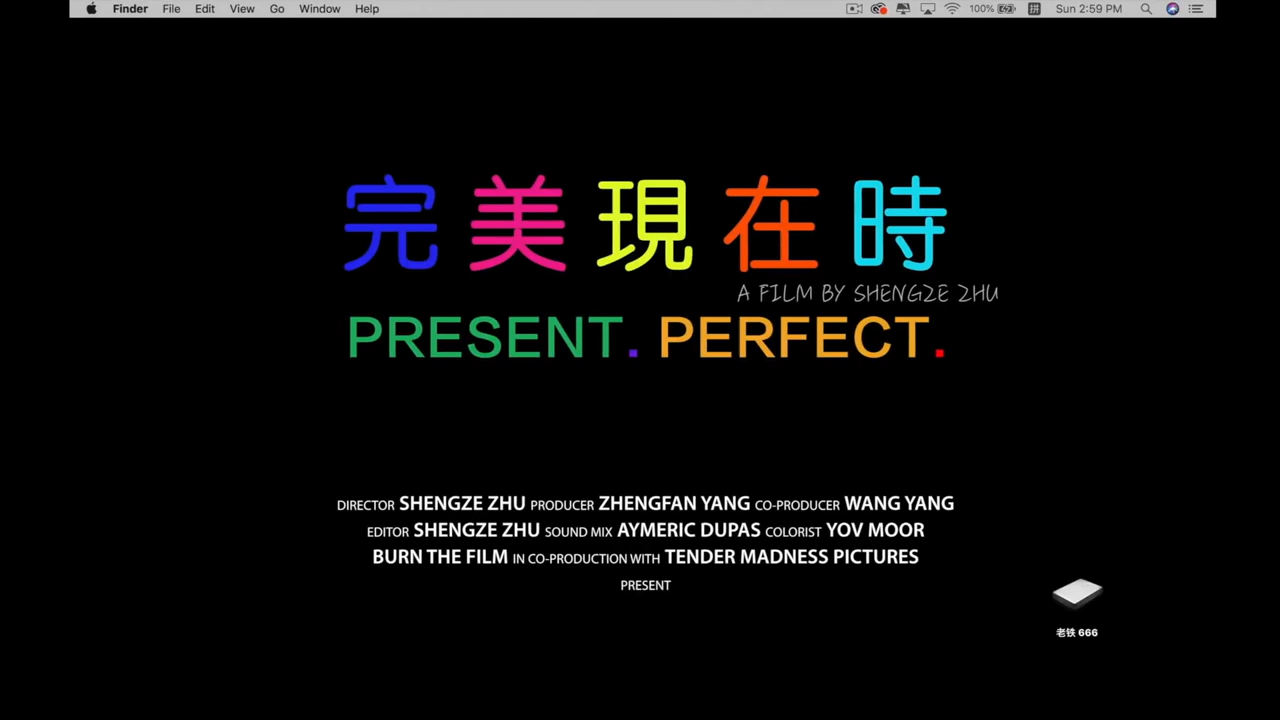 Finder File Edit View Go Window Help 100% Sun 2:59 PM
完美現在時
A FILM BY SHENGZE ZHU
PRESENT. PERFECT.
DIRECTOR SHENGZE ZHU PRODUCER ZHENGFAN YANG CO-PRODUCER WANG YANG
EDITOR SHENGZE ZHU SOUND MIX AYMERIC DUPAS COLORIST YOV MOOR
BURN THE FILM IN CO-PRODUCTION WITH TENDER MADNESS PICTURES
PRESENT
老铁 666